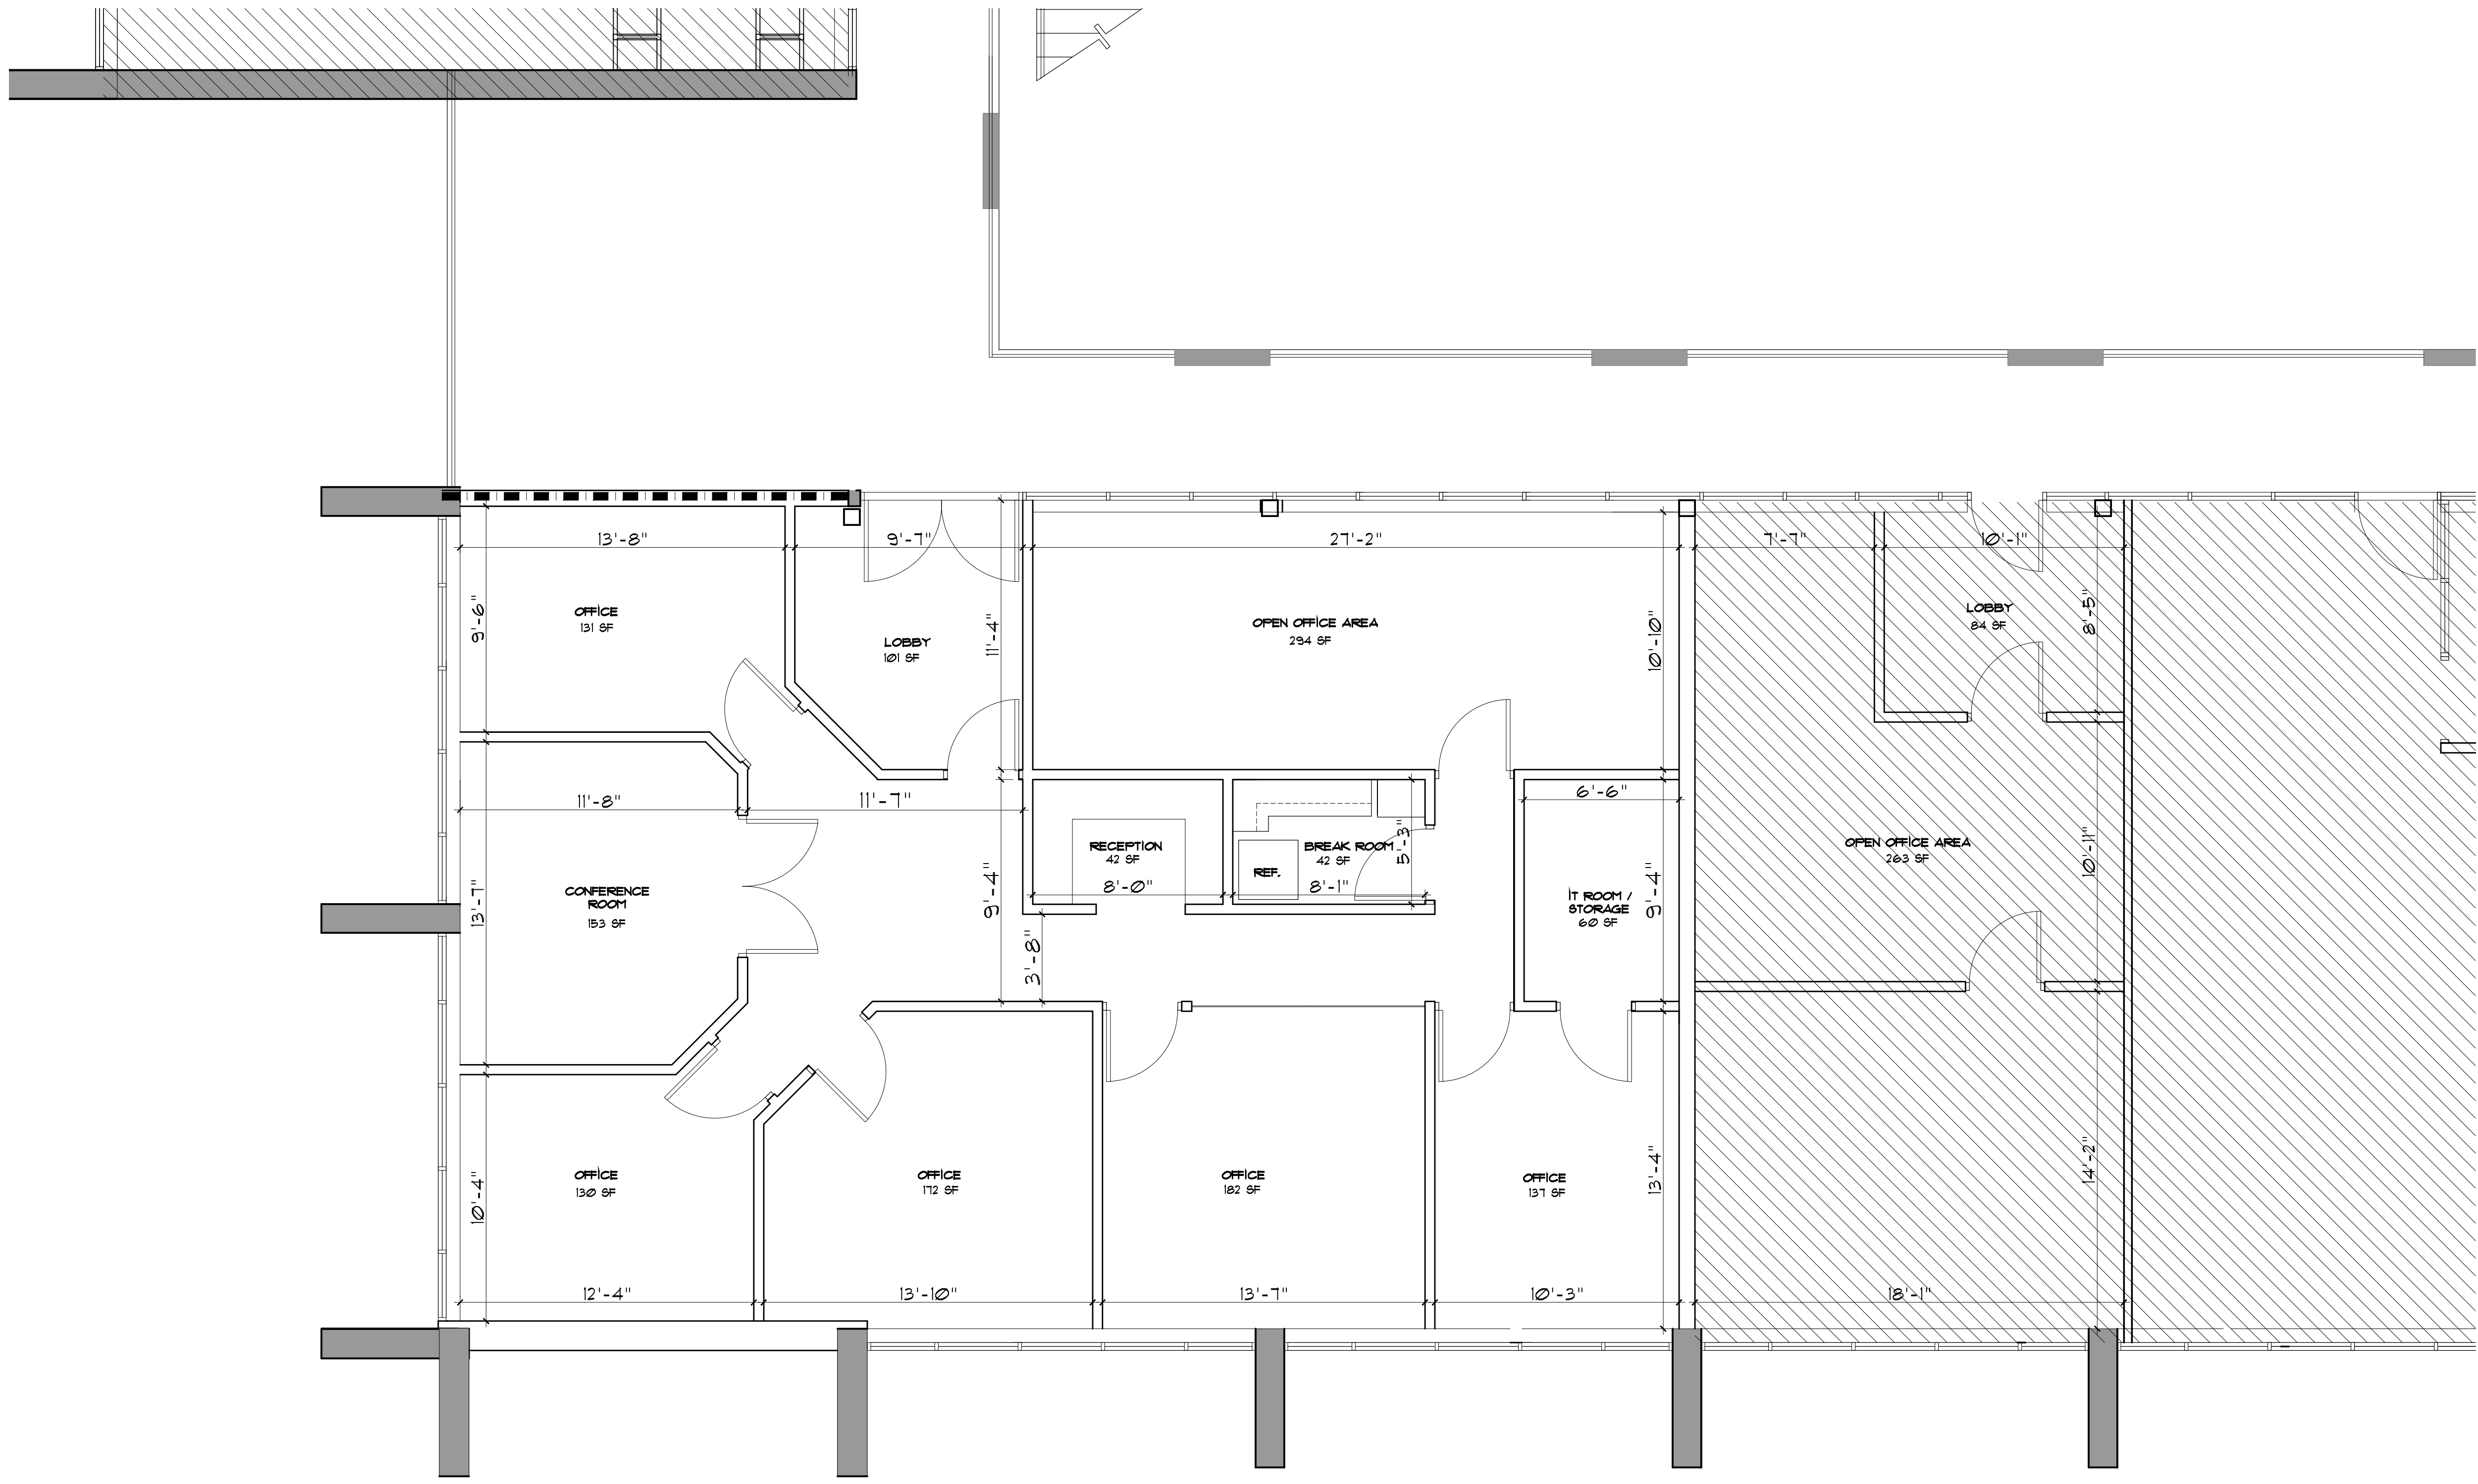 13'-8"
9'-7"
27'-2"
7'-7"
10'-1"
9'-6"
OFFICE
131 SF
LOBBY
101 SF
11'-4"
OPEN OFFICE AREA
294 SF
10'-10"
LOBBY
84 SF
8'-5"
11'-8"
11'-7"
6'-6"
RECEPTION
42 SF
8'-0"
BREAK ROOM
42 SF
5'-3"
REF.
8'-1"
OPEN OFFICE AREA
263 SF
10'-11"
CONFERENCE
ROOM
153 SF
13'-7"
9'-4"
3'-8"
IT ROOM /
STORAGE
60 SF
9'-4"
OFFICE
130 SF
10'-4"
OFFICE
172 SF
OFFICE
182 SF
OFFICE
137 SF
13'-4"
14'-2"
12'-4"
13'-10"
13'-7"
10'-3"
18'-1"